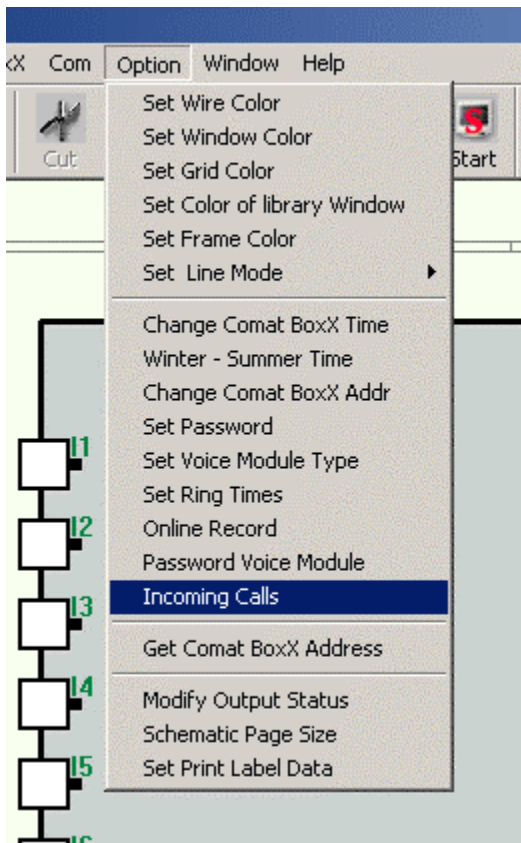 xX Com Option Window Help
Cut
Start
Set Wire Color
Set Window Color
Set Grid Color
Set Color of library Window
Set Frame Color
Set Line Mode
Change Comat BoxX Time
Winter - Summer Time
Change Comat BoxX Addr
Set Password
Set Voice Module Type
Set Ring Times
Online Record
Password Voice Module
Incoming Calls
Get Comat BoxX Address
Modify Output Status
Schematic Page Size
Set Print Label Data
I1
I2
I3
I4
I5
I6